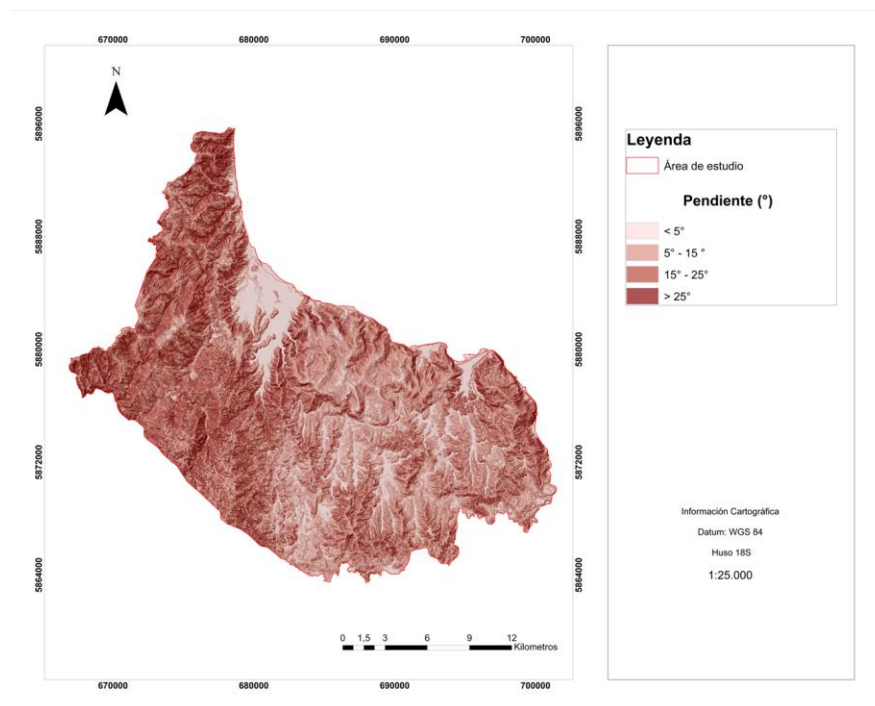 670000 680000 690000 700000
N
5896000 5896000
5888000 5888000
5880000 5880000
5872000 5872000
5864000 5864000
0 1,5 3 6 9 12
Kilometros
670000 680000 690000 700000
Leyenda
Área de estudio
Pendiente (°)
< 5°
5° - 15 °
15° - 25°
> 25°
Información Cartográfica
Datum: WGS 84
Huso 18S
1:25.000